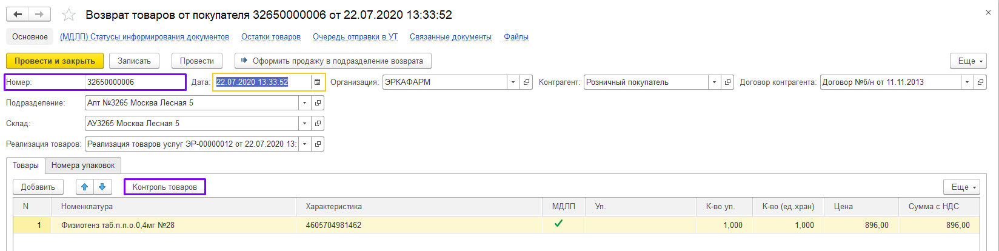 Возврат товаров от покупателя 32650000006 от 22.07.2020 13:33:52
Основное (МДЛП) Статусы информирования документов Остатки товаров Очередь отправки в УТ Связанные документы Файлы
Провести и закрыть Записать Провести Оформить продажу в подразделение возврата Еще
Номер: 32650000006 Дата: 22.07.2020 13:33:52 Организация: ЭРКАФАРМ Контрагент: Розничный покупатель Договор контрагента: Договор №б/н от 11.11.2013
Подразделение: Апт №3265 Москва Лесная 5
Склад: АУ3265 Москва Лесная 5
Реализация товаров: Реализация товаров услуг ЭР-00000012 от 22.07.2020 13:
Товары Номера упаковок
Добавить Контроль товаров Еще
N Номенклатура Характеристика МДЛП Уп. К-во уп. К-во (ед.хран) Цена Сумма с НДС
1 Физиотенз таб.п.п.о.0,4мг №28 4605704981462 1,000 1,000 896,00 896,00